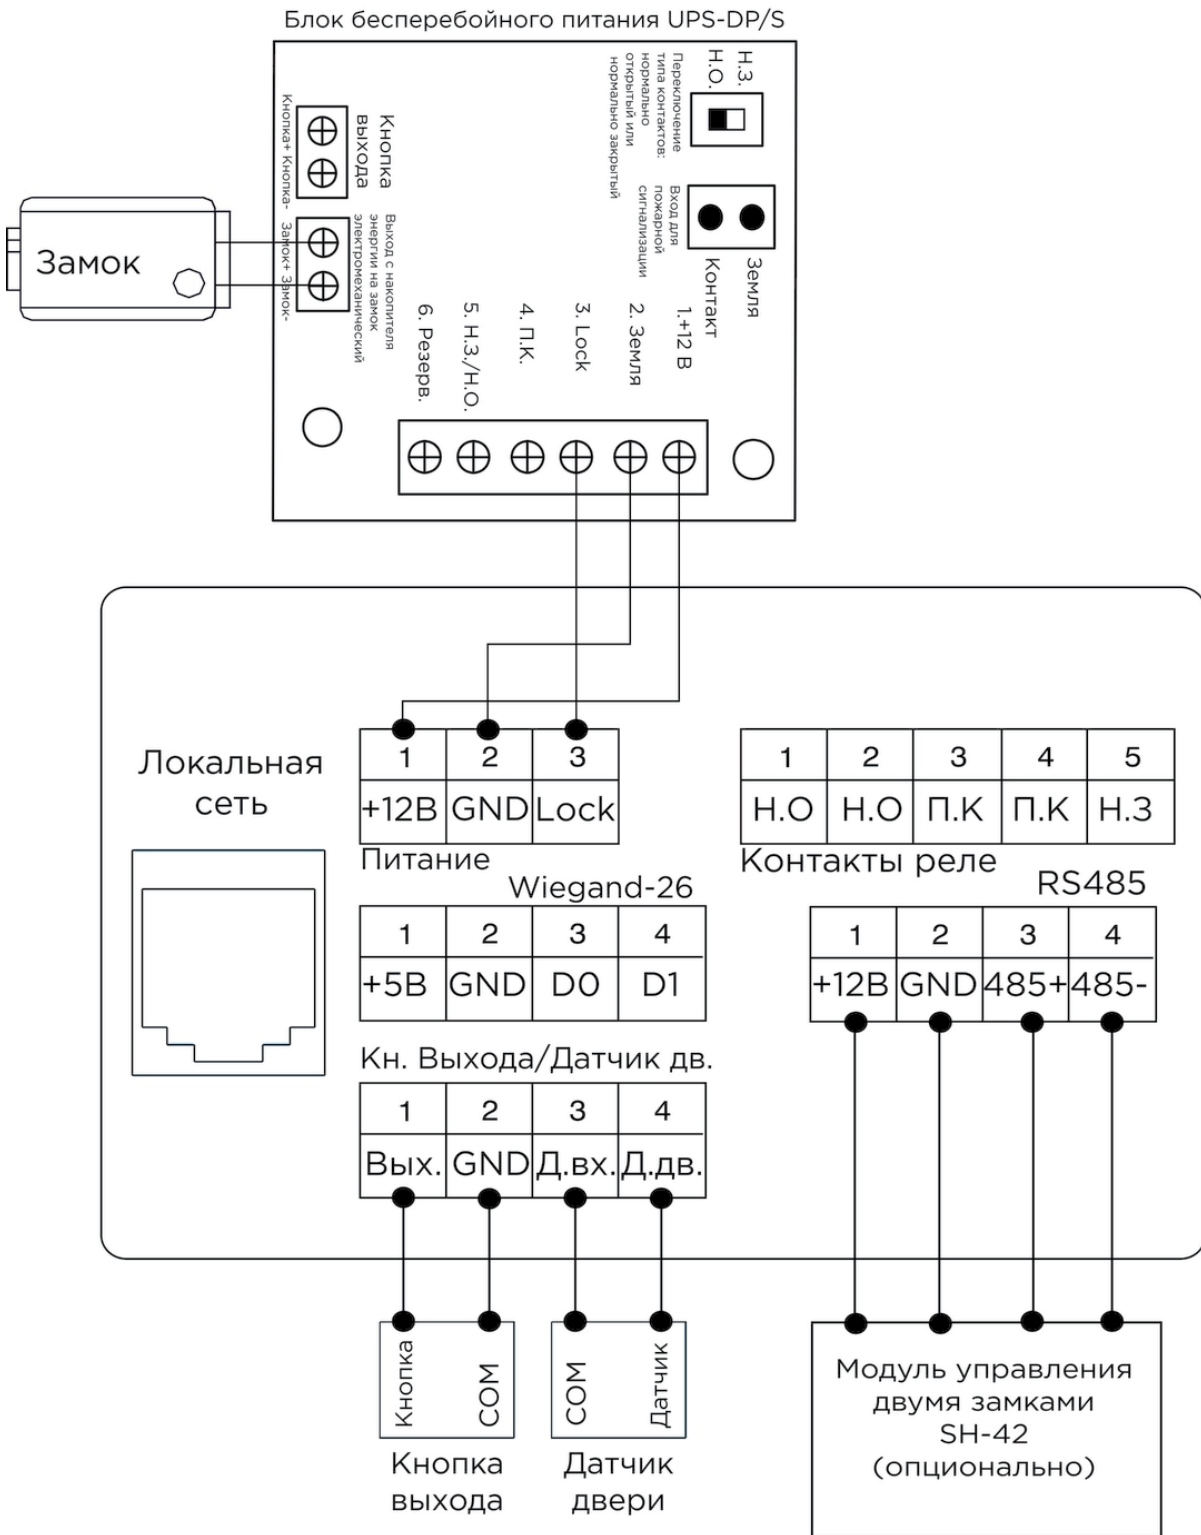 Блок бесперебойного питания UPS-DP/S
Н.О. Н.З.
Переключение
типа контактов:
нормально
открытый или
нормально закрытый
Кнопка
выхода
Кнопка+ Кнопка-
Вход для
пожарной
сигнализации
Контакт
Земля
Выход с накопителя
энергии на замок
электромеханический
Замок+ Замок-
Замок
6. Резерв.
5. Н.З./Н.О.
4. П.К.
3. Lock
2. Земля
1.+12 В
Локальная
сеть
1 2 3
+12В GND Lock
Питание
1 2 3 4 5
Н.О Н.О П.К П.К Н.З
Контакты реле
Wiegand-26
1 2 3 4
+5В GND D0 D1
RS485
1 2 3 4
+12В GND 485+ 485-
Кн. Выхода/Датчик дв.
1 2 3 4
Вых. GND Д.вх. Д.дв.
Кнопка COM
COM Датчик
Кнопка
выхода
Датчик
двери
Модуль управления
двумя замками
SH-42
(опционально)